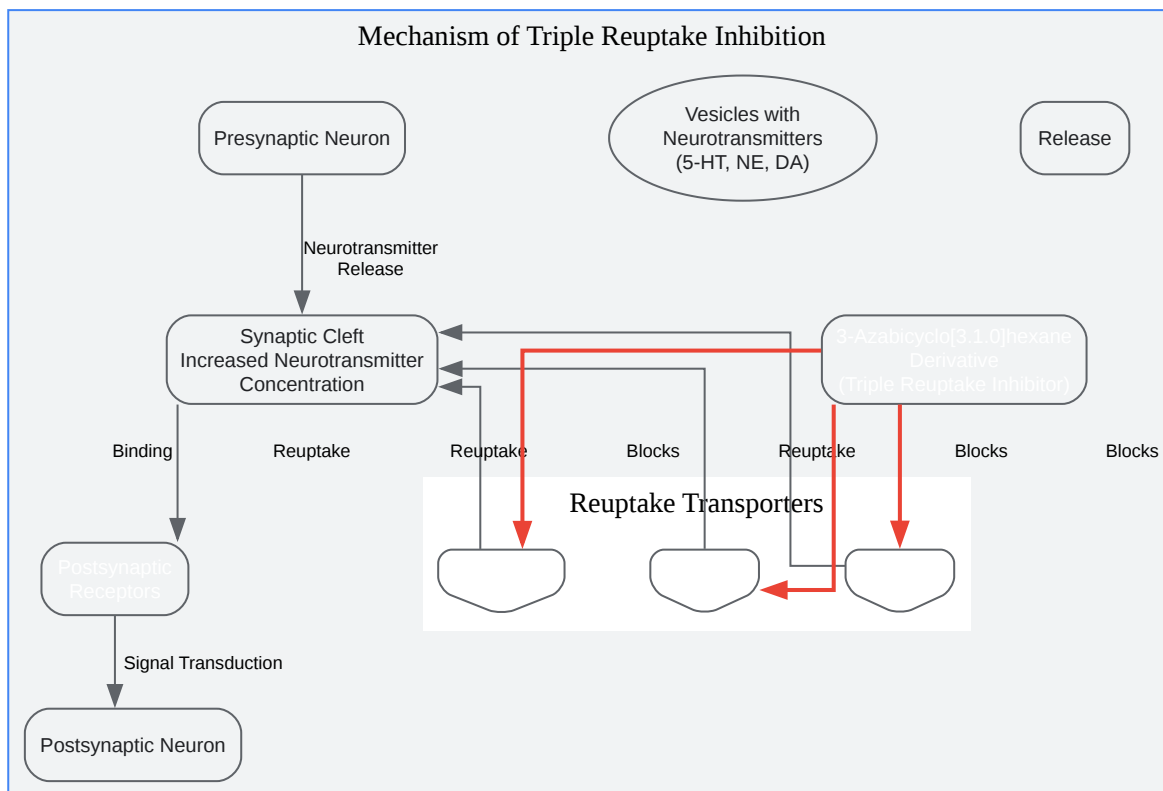 Mechanism of Triple Reuptake Inhibition
Presynaptic Neuron
Vesicles with
Neurotransmitters
(5-HT, NE, DA)
Release
Neurotransmitter
Release
Synaptic Cleft
Increased Neurotransmitter
Concentration
3-Azabicyclo[3.1.0]hexane
Derivative
(Triple Reuptake Inhibitor)
Binding
Reuptake
Reuptake
Blocks
Reuptake
Blocks
Blocks
Reuptake Transporters
Postsynaptic
Receptors
Signal Transduction
Postsynaptic Neuron